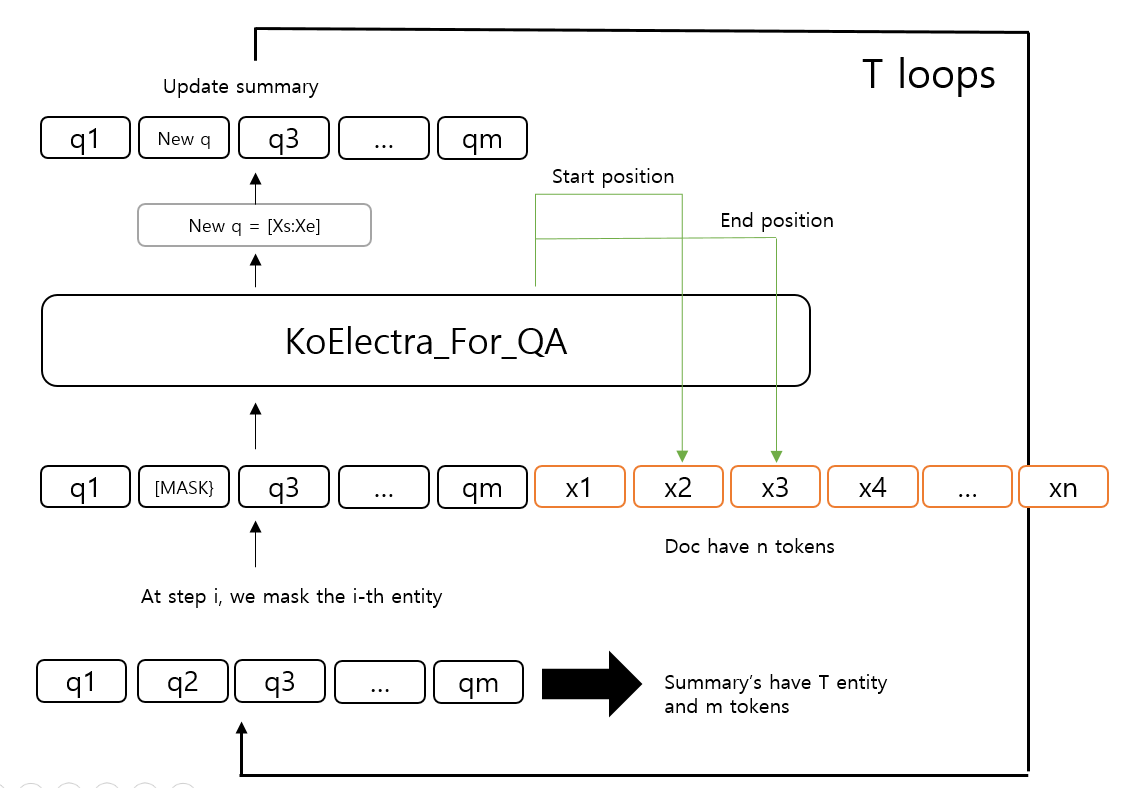 T loops
Update summary
q1 New q q3 ... qm
Start position
New q = [Xs:Xe]
End position
KoElectra_For_QA
q1 [MASK} q3 ... qm x1 x2 x3 x4 ... xn
Doc have n tokens
At step i, we mask the i-th entity
q1 q2 q3 ... qm
Summary’s have T entity
and m tokens